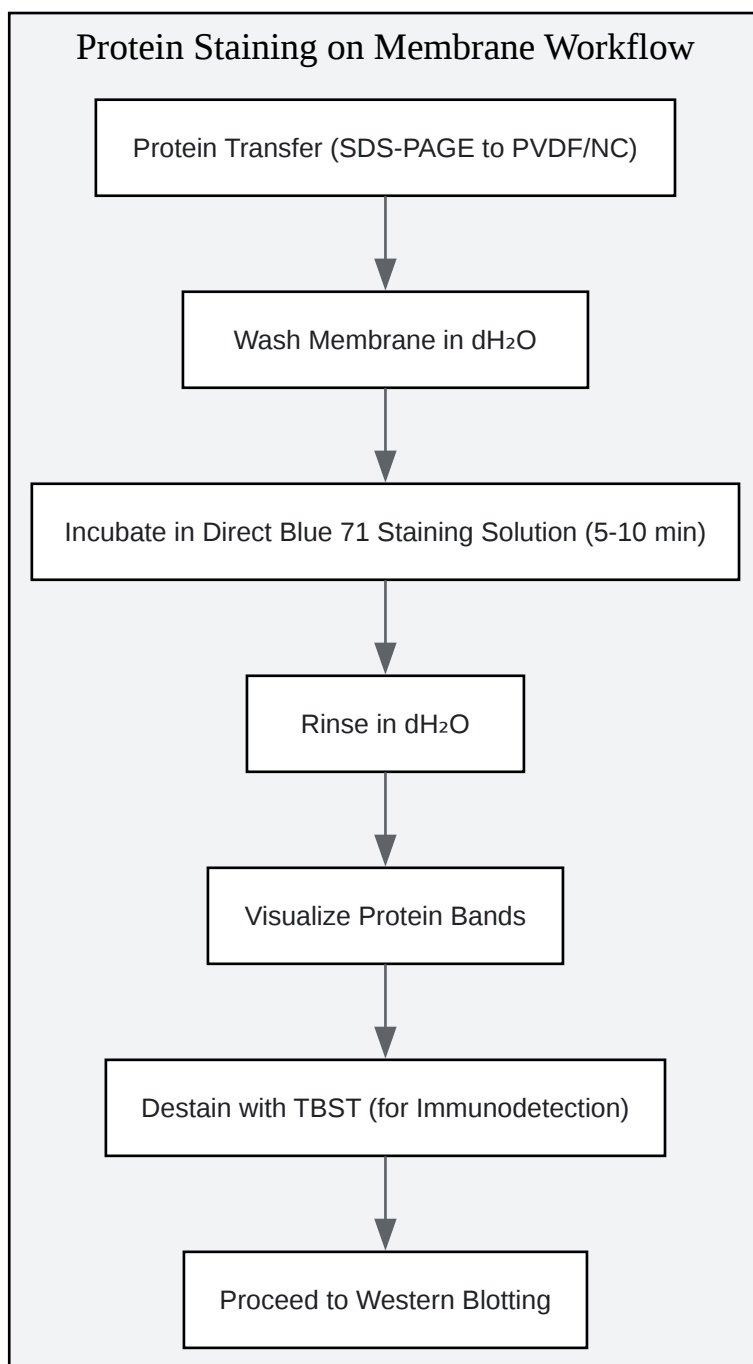 Protein Staining on Membrane Workflow
Protein Transfer (SDS-PAGE to PVDF/NC)
Wash Membrane in dH₂O
Incubate in Direct Blue 71 Staining Solution (5-10 min)
Rinse in dH₂O
Visualize Protein Bands
Destain with TBST (for Immunodetection)
Proceed to Western Blotting